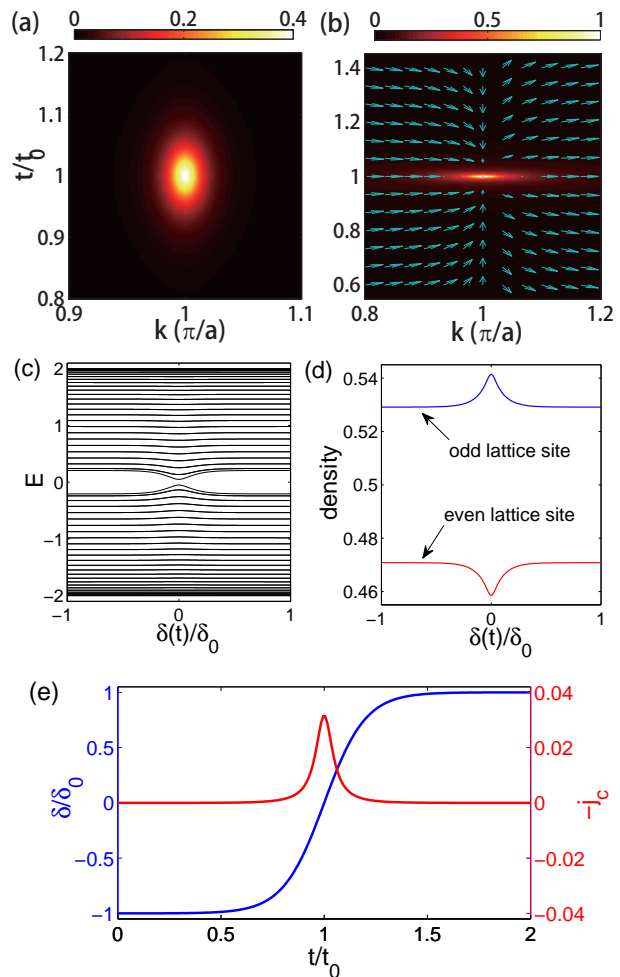 (a)
0 0.2 0.4
1.2
1.1
1
0.9
0.8
t/t0
0.9 1 1.1
k (π/a)
(b)
0 0.5 1
1.4
1.2
1
0.8
0.6
0.8 1 1.2
k (π/a)
(c)
2
1
0
−1
−2
E
−1 0 1
δ(t)/δ0
(d)
0.54
0.52
0.5
0.48
0.46
density
odd lattice site
even lattice site
−1 0 1
δ(t)/δ0
(e)
1
0.5
0
−0.5
−1
δ/δ0
0.04
0.02
0
−0.02
−0.04
−jc
0 0.5 1 1.5 2
t/t0